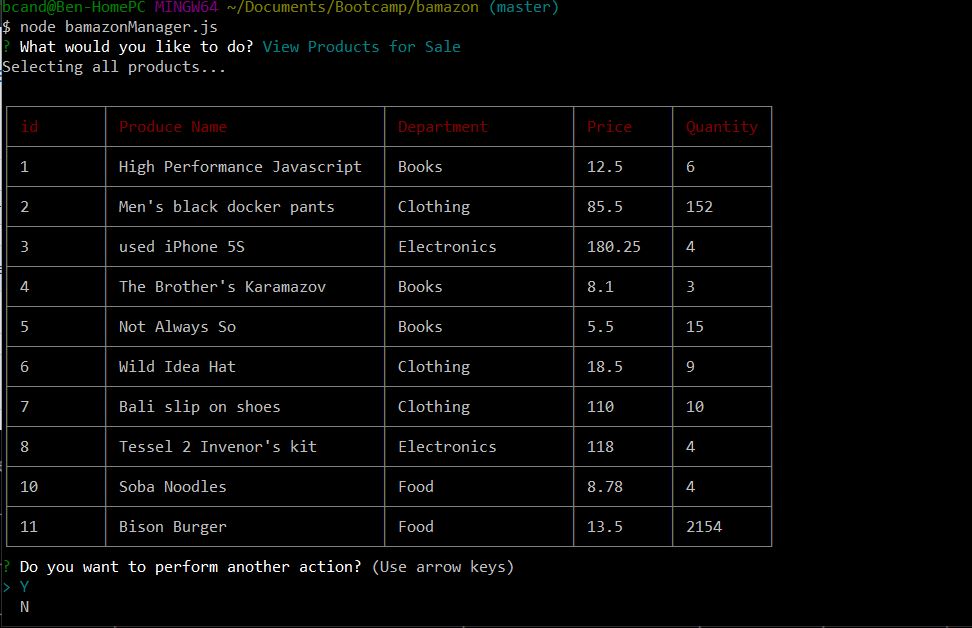 bcand@Ben-HomePC MINGW64 ~/Documents/Bootcamp/bamazon (master)
$ node bamazonManager.js
? What would you like to do? View Products for Sale
Selecting all products...
id Produce Name Department Price Quantity
1 High Performance Javascript Books 12.5 6
2 Men's black docker pants Clothing 85.5 152
3 used iPhone 5S Electronics 180.25 4
4 The Brother's Karamazov Books 8.1 3
5 Not Always So Books 5.5 15
6 Wild Idea Hat Clothing 18.5 9
7 Bali slip on shoes Clothing 110 10
8 Tessel 2 Invenor's kit Electronics 118 4
10 Soba Noodles Food 8.78 4
11 Bison Burger Food 13.5 2154
? Do you want to perform another action? (Use arrow keys)
> Y
N